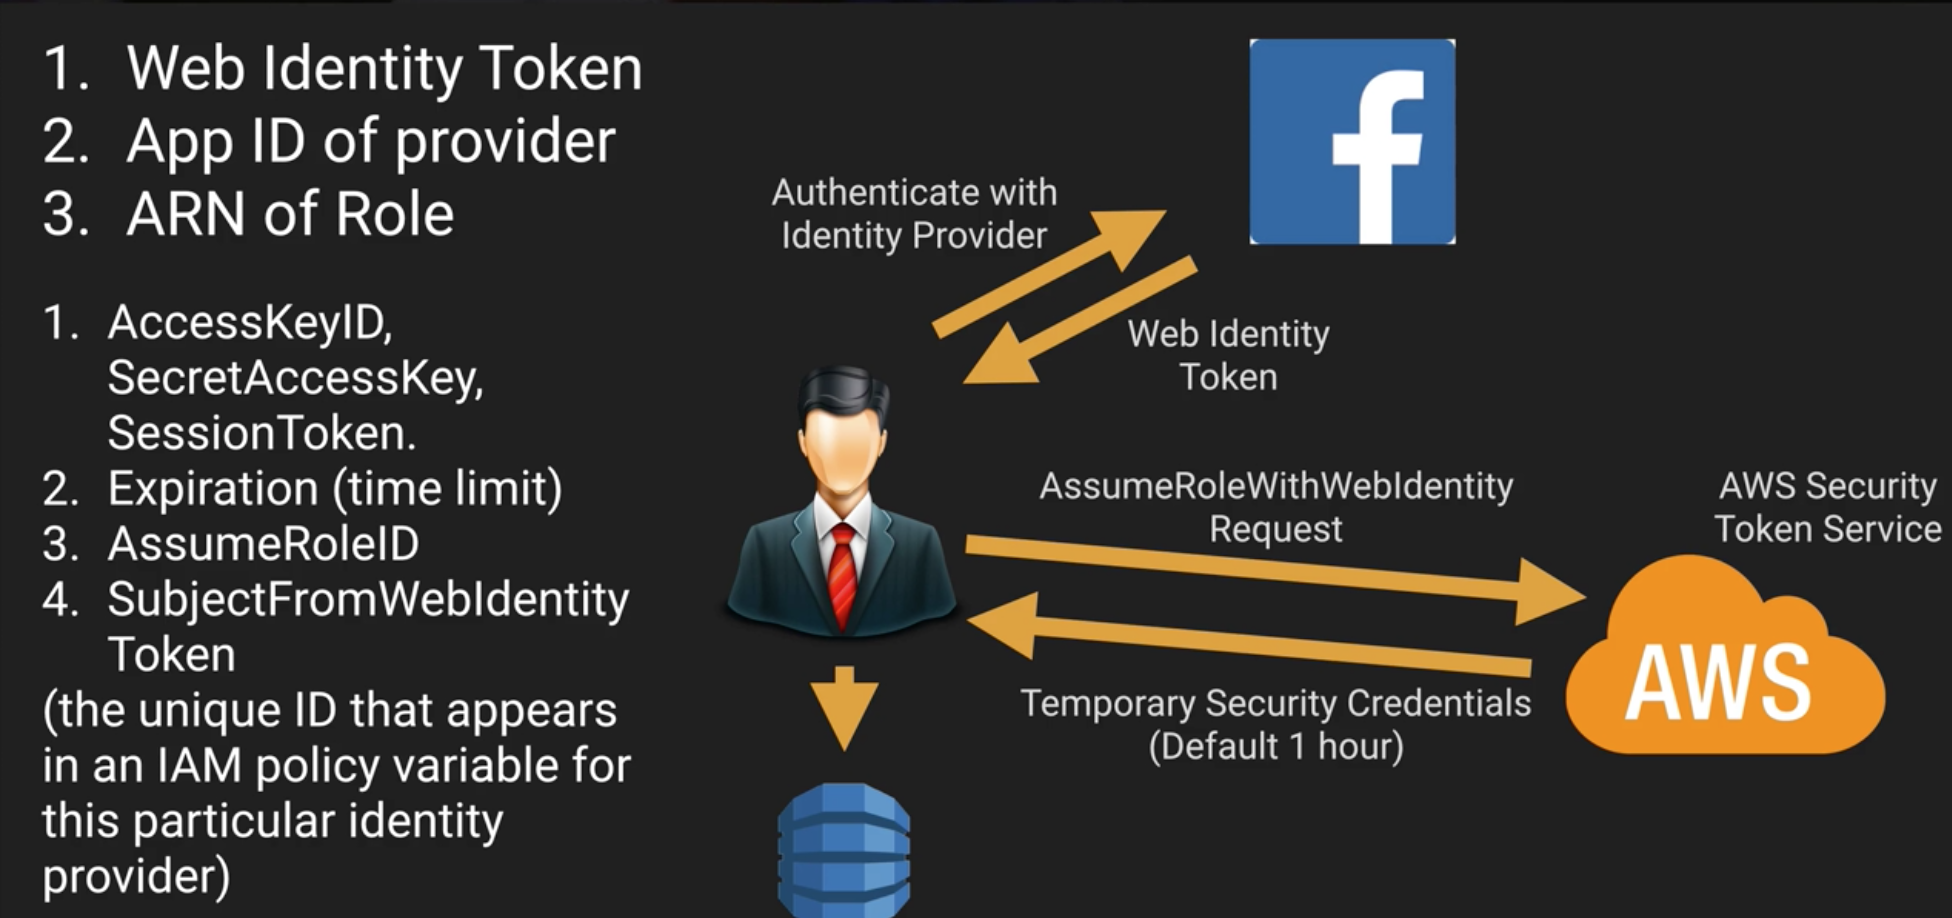 1. Web Identity Token
2. App ID of provider
3. ARN of Role
1. AccessKeyID,
SecretAccessKey,
SessionToken.
2. Expiration (time limit)
3. AssumeRoleID
4. SubjectFromWebIdentity
Token
(the unique ID that appears
in an IAM policy variable for
this particular identity
provider)
Authenticate with
Identity Provider
f
Web Identity
Token
AssumeRoleWithWebIdentity
Request
AWS Security
Token Service
AWS
Temporary Security Credentials
(Default 1 hour)